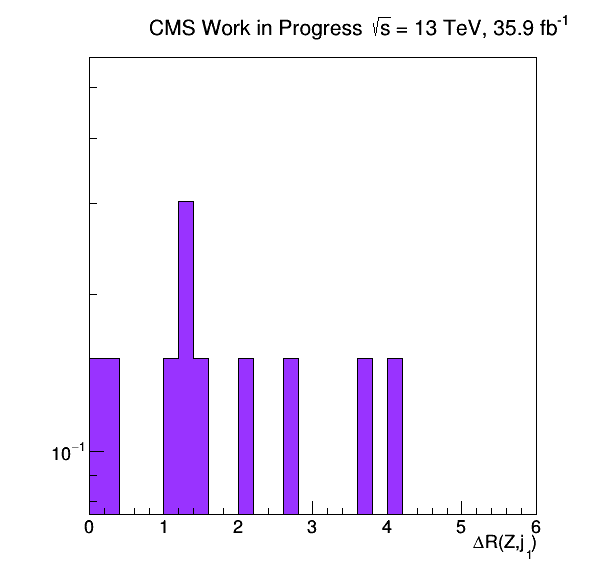 CMS Work in Progress √s = 13 TeV, 35.9 fb⁻¹
10⁻¹
0 1 2 3 4 5 6
ΔR(Z,j₁)